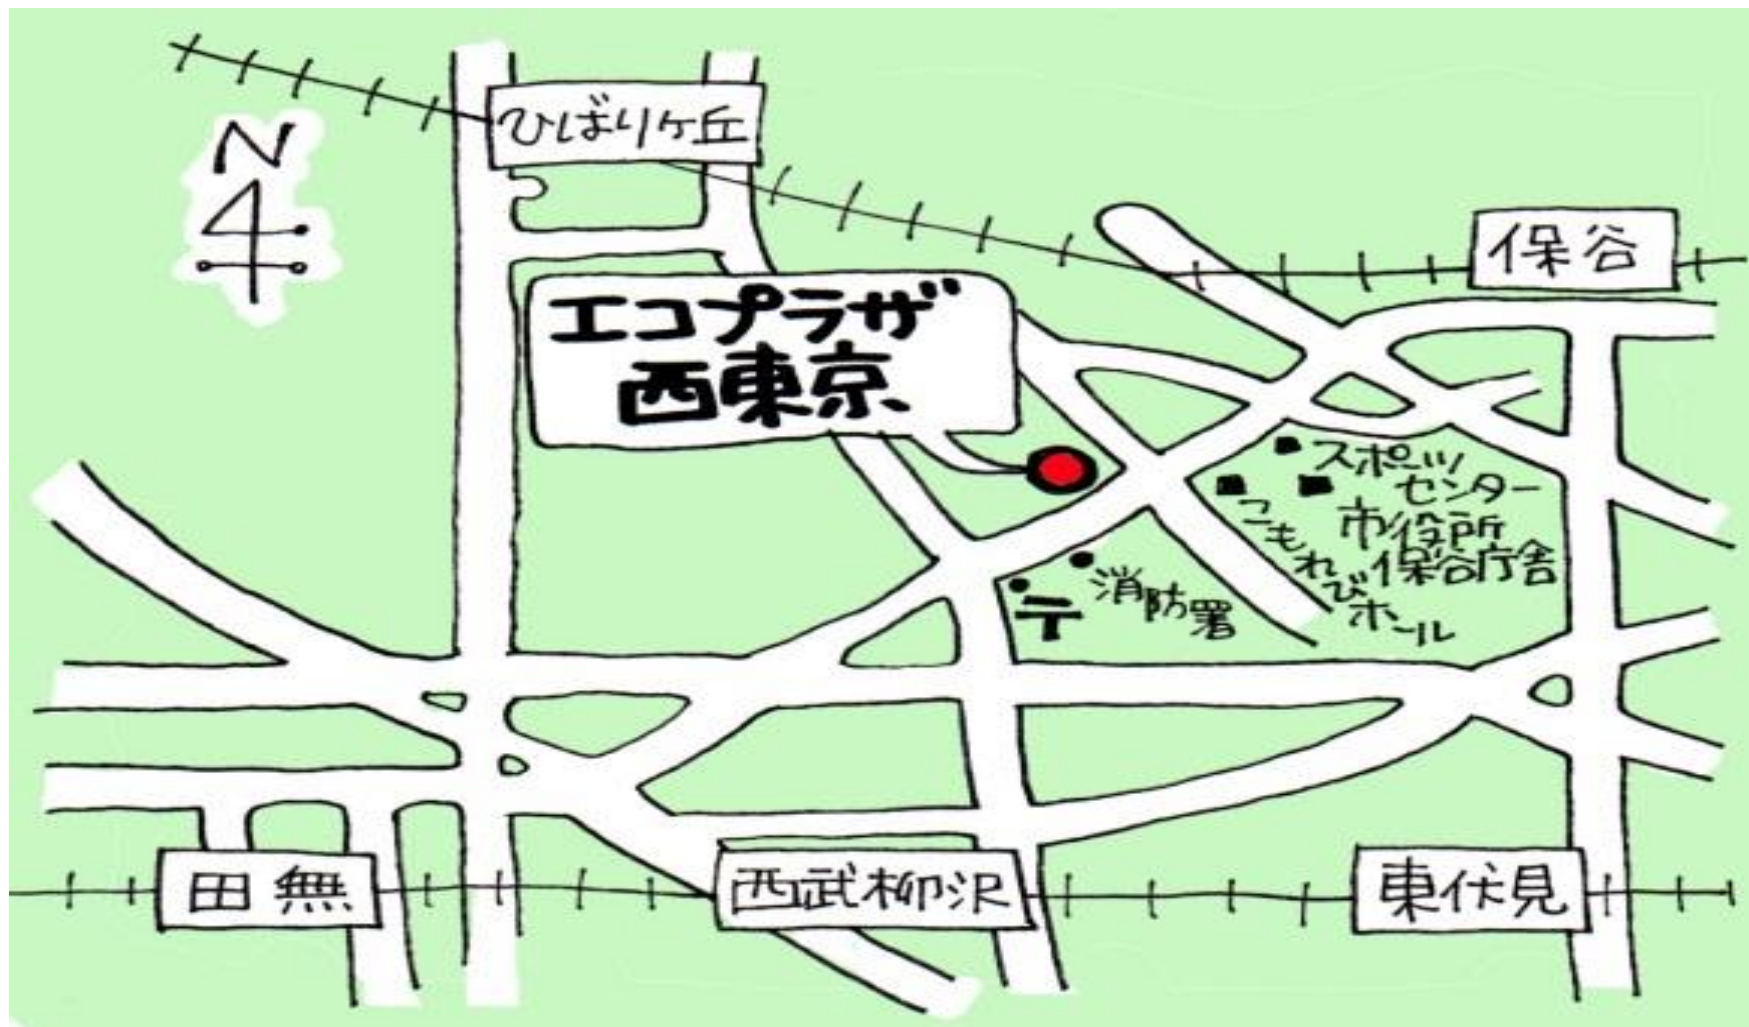 N
ひばりヶ丘
保谷
エコプラザ
西東京
スポーツ
センター
市役所
保谷庁舎
こもれびホール
消防署
〒
田無
西武柳沢
東伏見